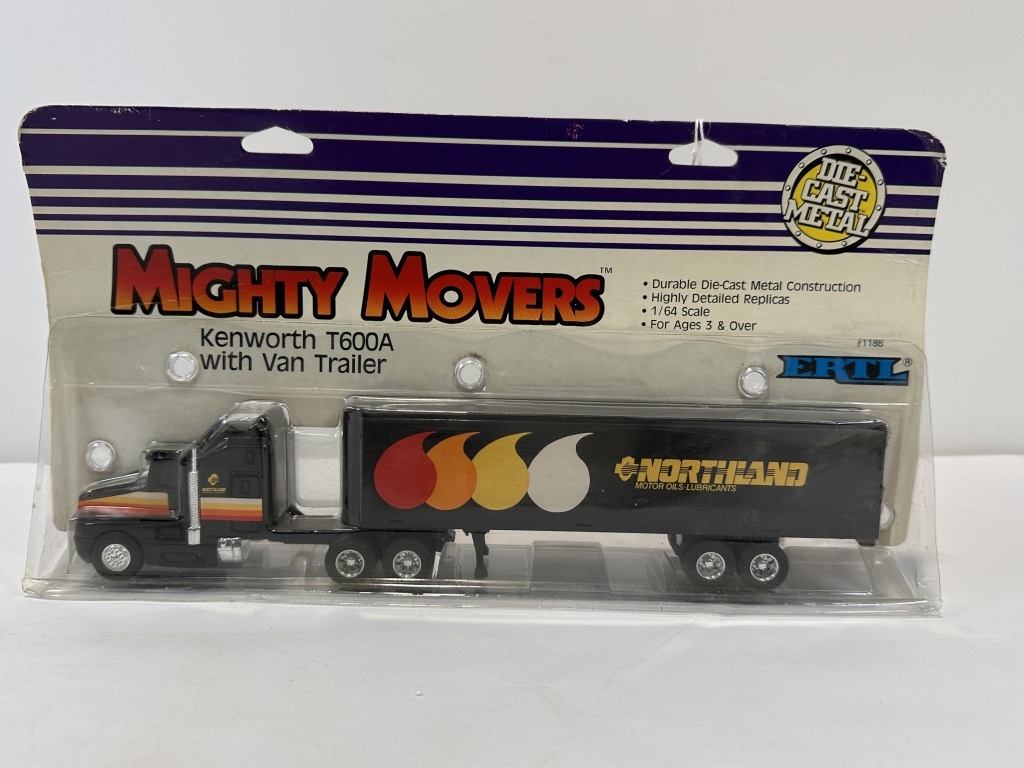 DIE-
CAST
METAL
MIGHTY MOVERS™
Kenworth T600A
with Van Trailer
• Durable Die-Cast Metal Construction
• Highly Detailed Replicas
• 1/64 Scale
• For Ages 3 & Over
#1186
ERTL®
NORTHLAND
MOTOR OILS·LUBRICANTS
NORTHLAND